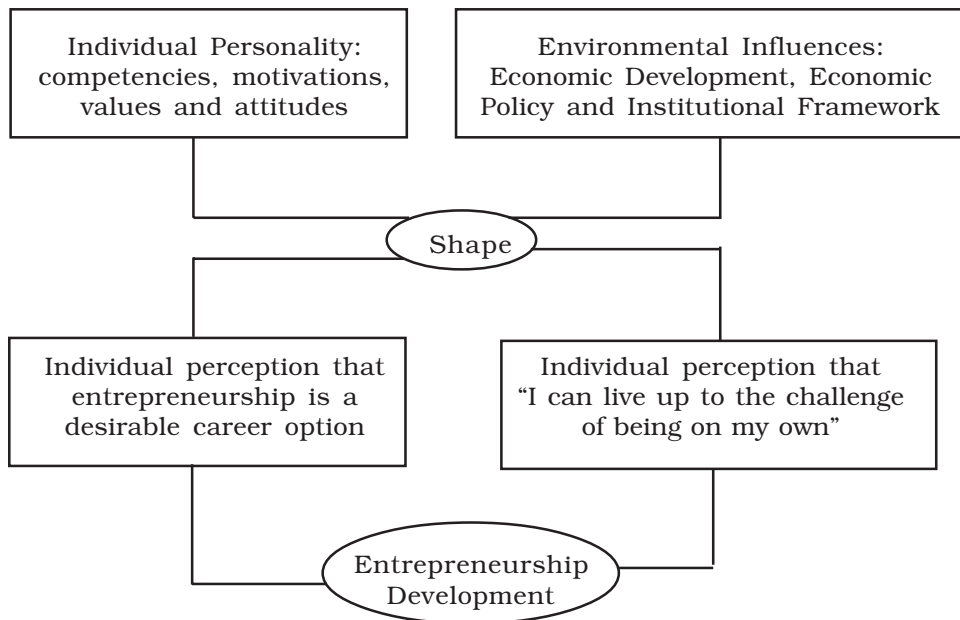 Individual Personality:
competencies, motivations,
values and attitudes
Environmental Influences:
Economic Development, Economic
Policy and Institutional Framework
Shape
Individual perception that
entrepreneurship is a
desirable career option
Individual perception that
“I can live up to the challenge
of being on my own”
Entrepreneurship
Development